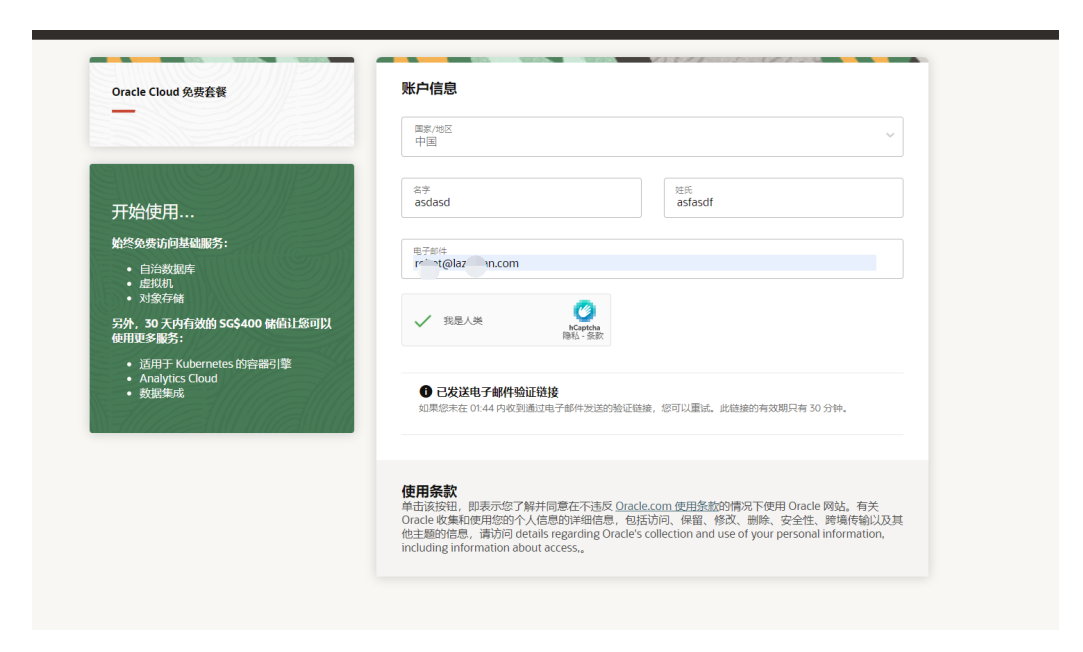 Oracle Cloud 免费套餐
开始使用...
始终免费访问基础服务：
自治数据库
虚拟机
对象存储
另外，30 天内有效的 SG$400 储值让您可以
使用更多服务：
适用于 Kubernetes 的容器引擎
Analytics Cloud
数据集成
账户信息
国家/地区
中国
名字
asdasd
姓氏
asfasdf
电子邮件
我是人类
hCaptcha
隐私 - 条款
已发送电子邮件验证链接
如果您未在 01:44 内收到通过电子邮件发送的验证链接，您可以重试。此链接的有效期只有 30 分钟。
使用条款
单击该按钮，即表示您了解并同意在不违反 Oracle.com 使用条款的情况下使用 Oracle 网站。有关
Oracle 收集和使用您的个人信息的详细信息，包括访问、保留、修改、删除、安全性、跨境传输以及其
他主题的信息，请访问 details regarding Oracle's collection and use of your personal information,
including information about access,。